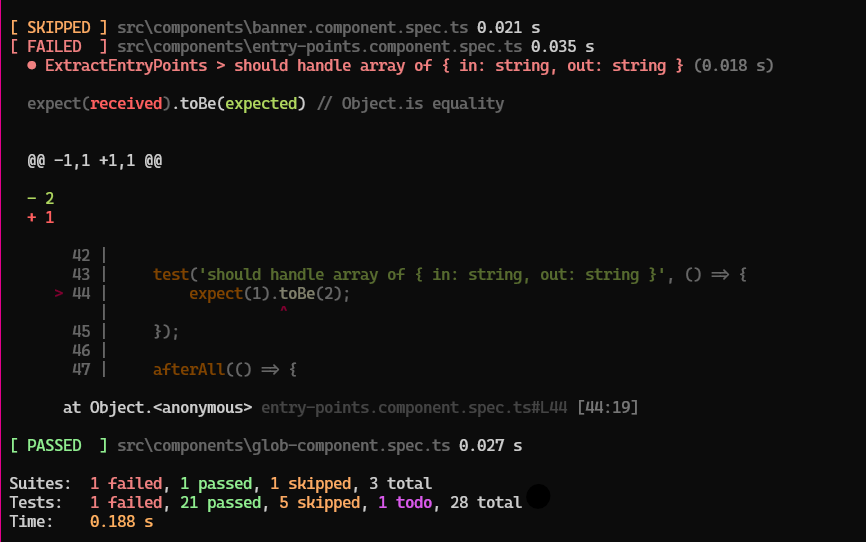 [ SKIPPED ] src\components\banner.component.spec.ts 0.021 s
[ FAILED  ] src\components\entry-points.component.spec.ts 0.035 s
● ExtractEntryPoints > should handle array of { in: string, out: string } (0.018 s)
expect(received).toBe(expected) // Object.is equality
@@ -1,1 +1,1 @@
- 2
+ 1
42 |
43 |     test('should handle array of { in: string, out: string }', () => {
> 44 |         expect(1).toBe(2);
|                   ^
45 |     });
46 |
47 |     afterAll(() => {
at Object.<anonymous> entry-points.component.spec.ts#L44 [44:19]
[ PASSED  ] src\components\glob-component.spec.ts 0.027 s
Suites:  1 failed, 1 passed, 1 skipped, 3 total
Tests:   1 failed, 21 passed, 5 skipped, 1 todo, 28 total
Time:    0.188 s